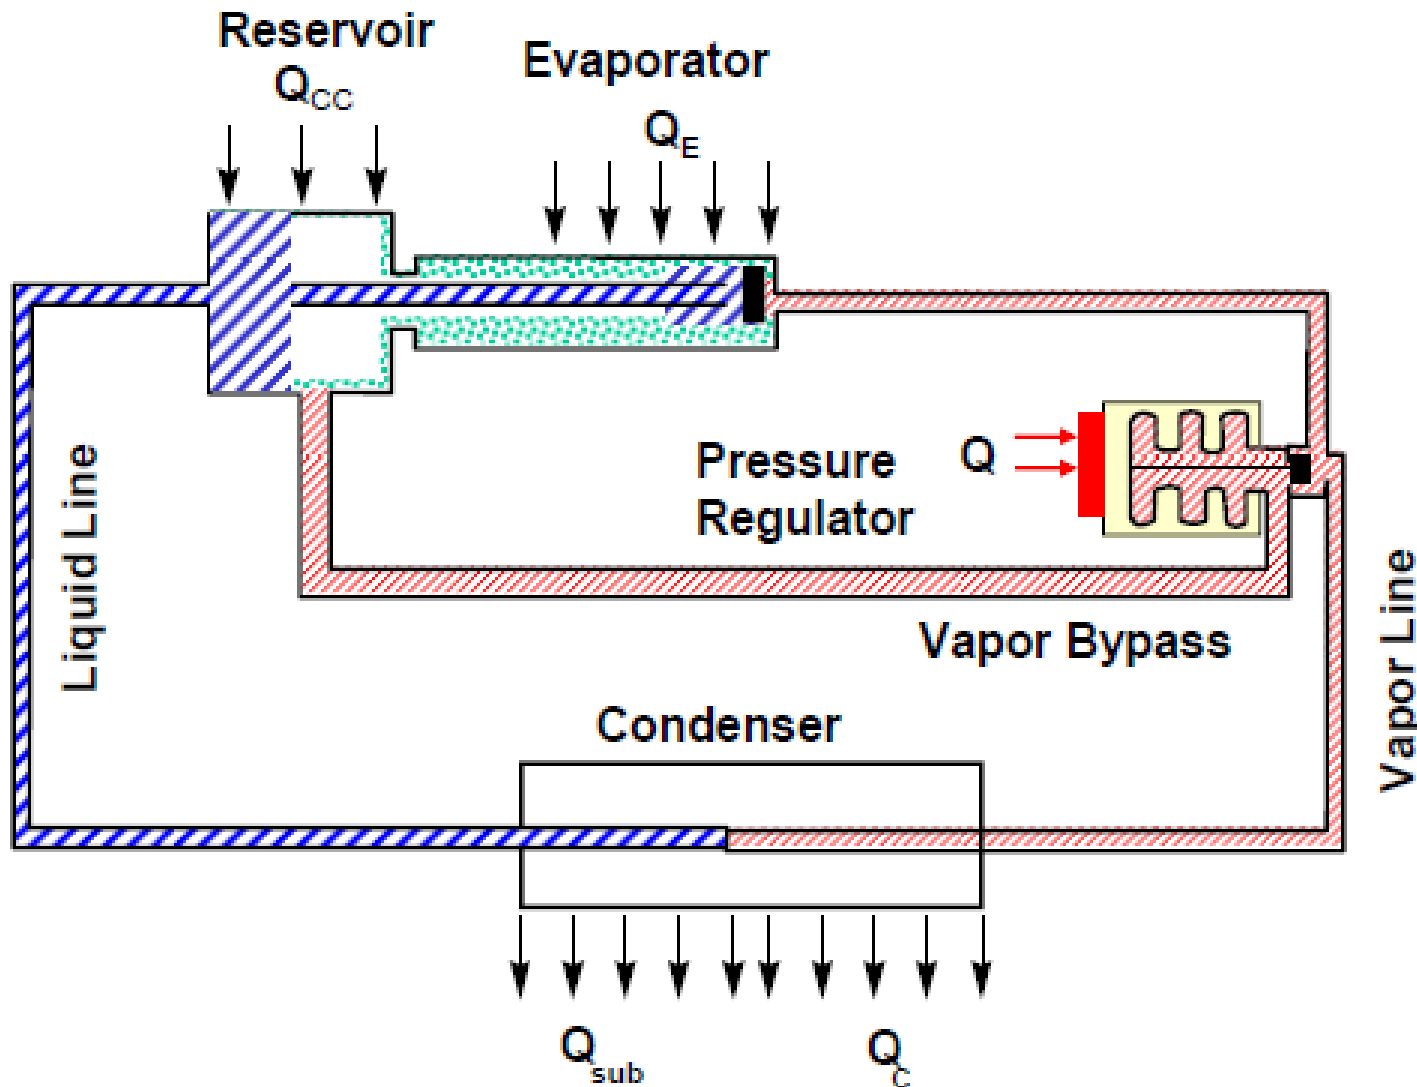 Reservoir
QCC
Evaporator
QE
Pressure
Regulator
Q
Liquid Line
Vapor Bypass
Vapor Line
Condenser
Qsub
QC